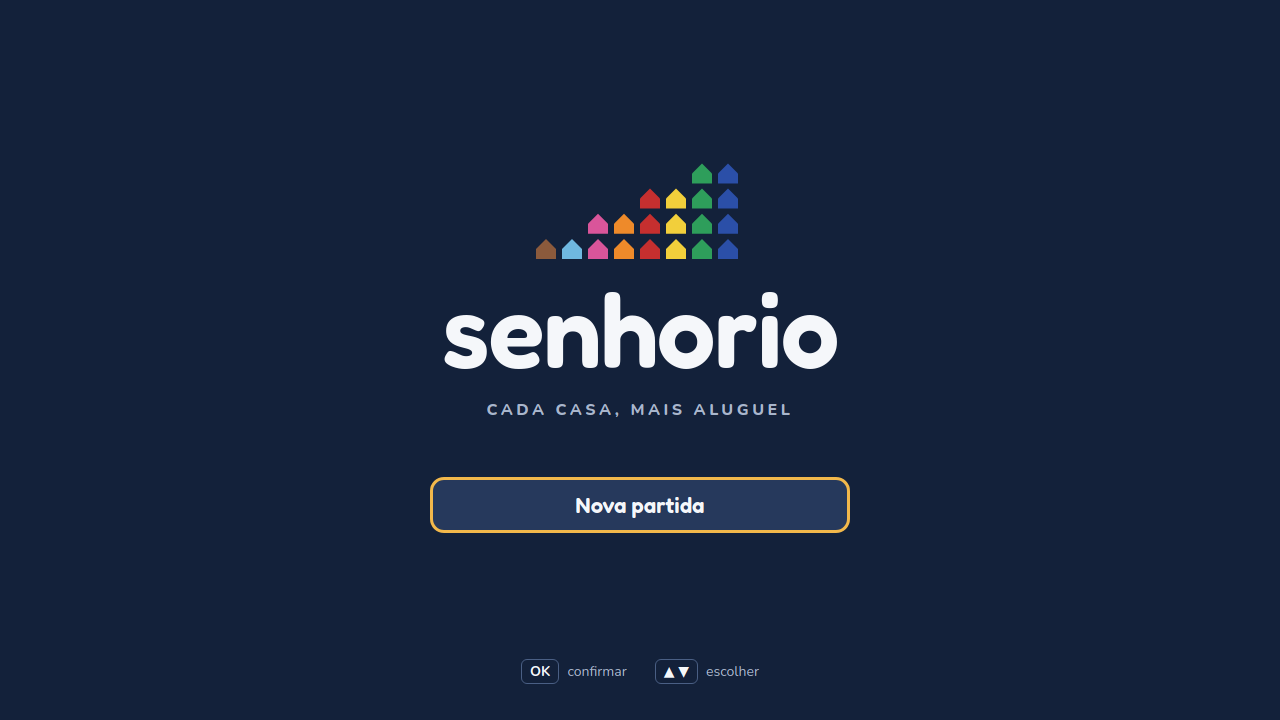 senhorio
CADA CASA, MAIS ALUGUEL
Nova partida
OK confirmar ▲▼ escolher